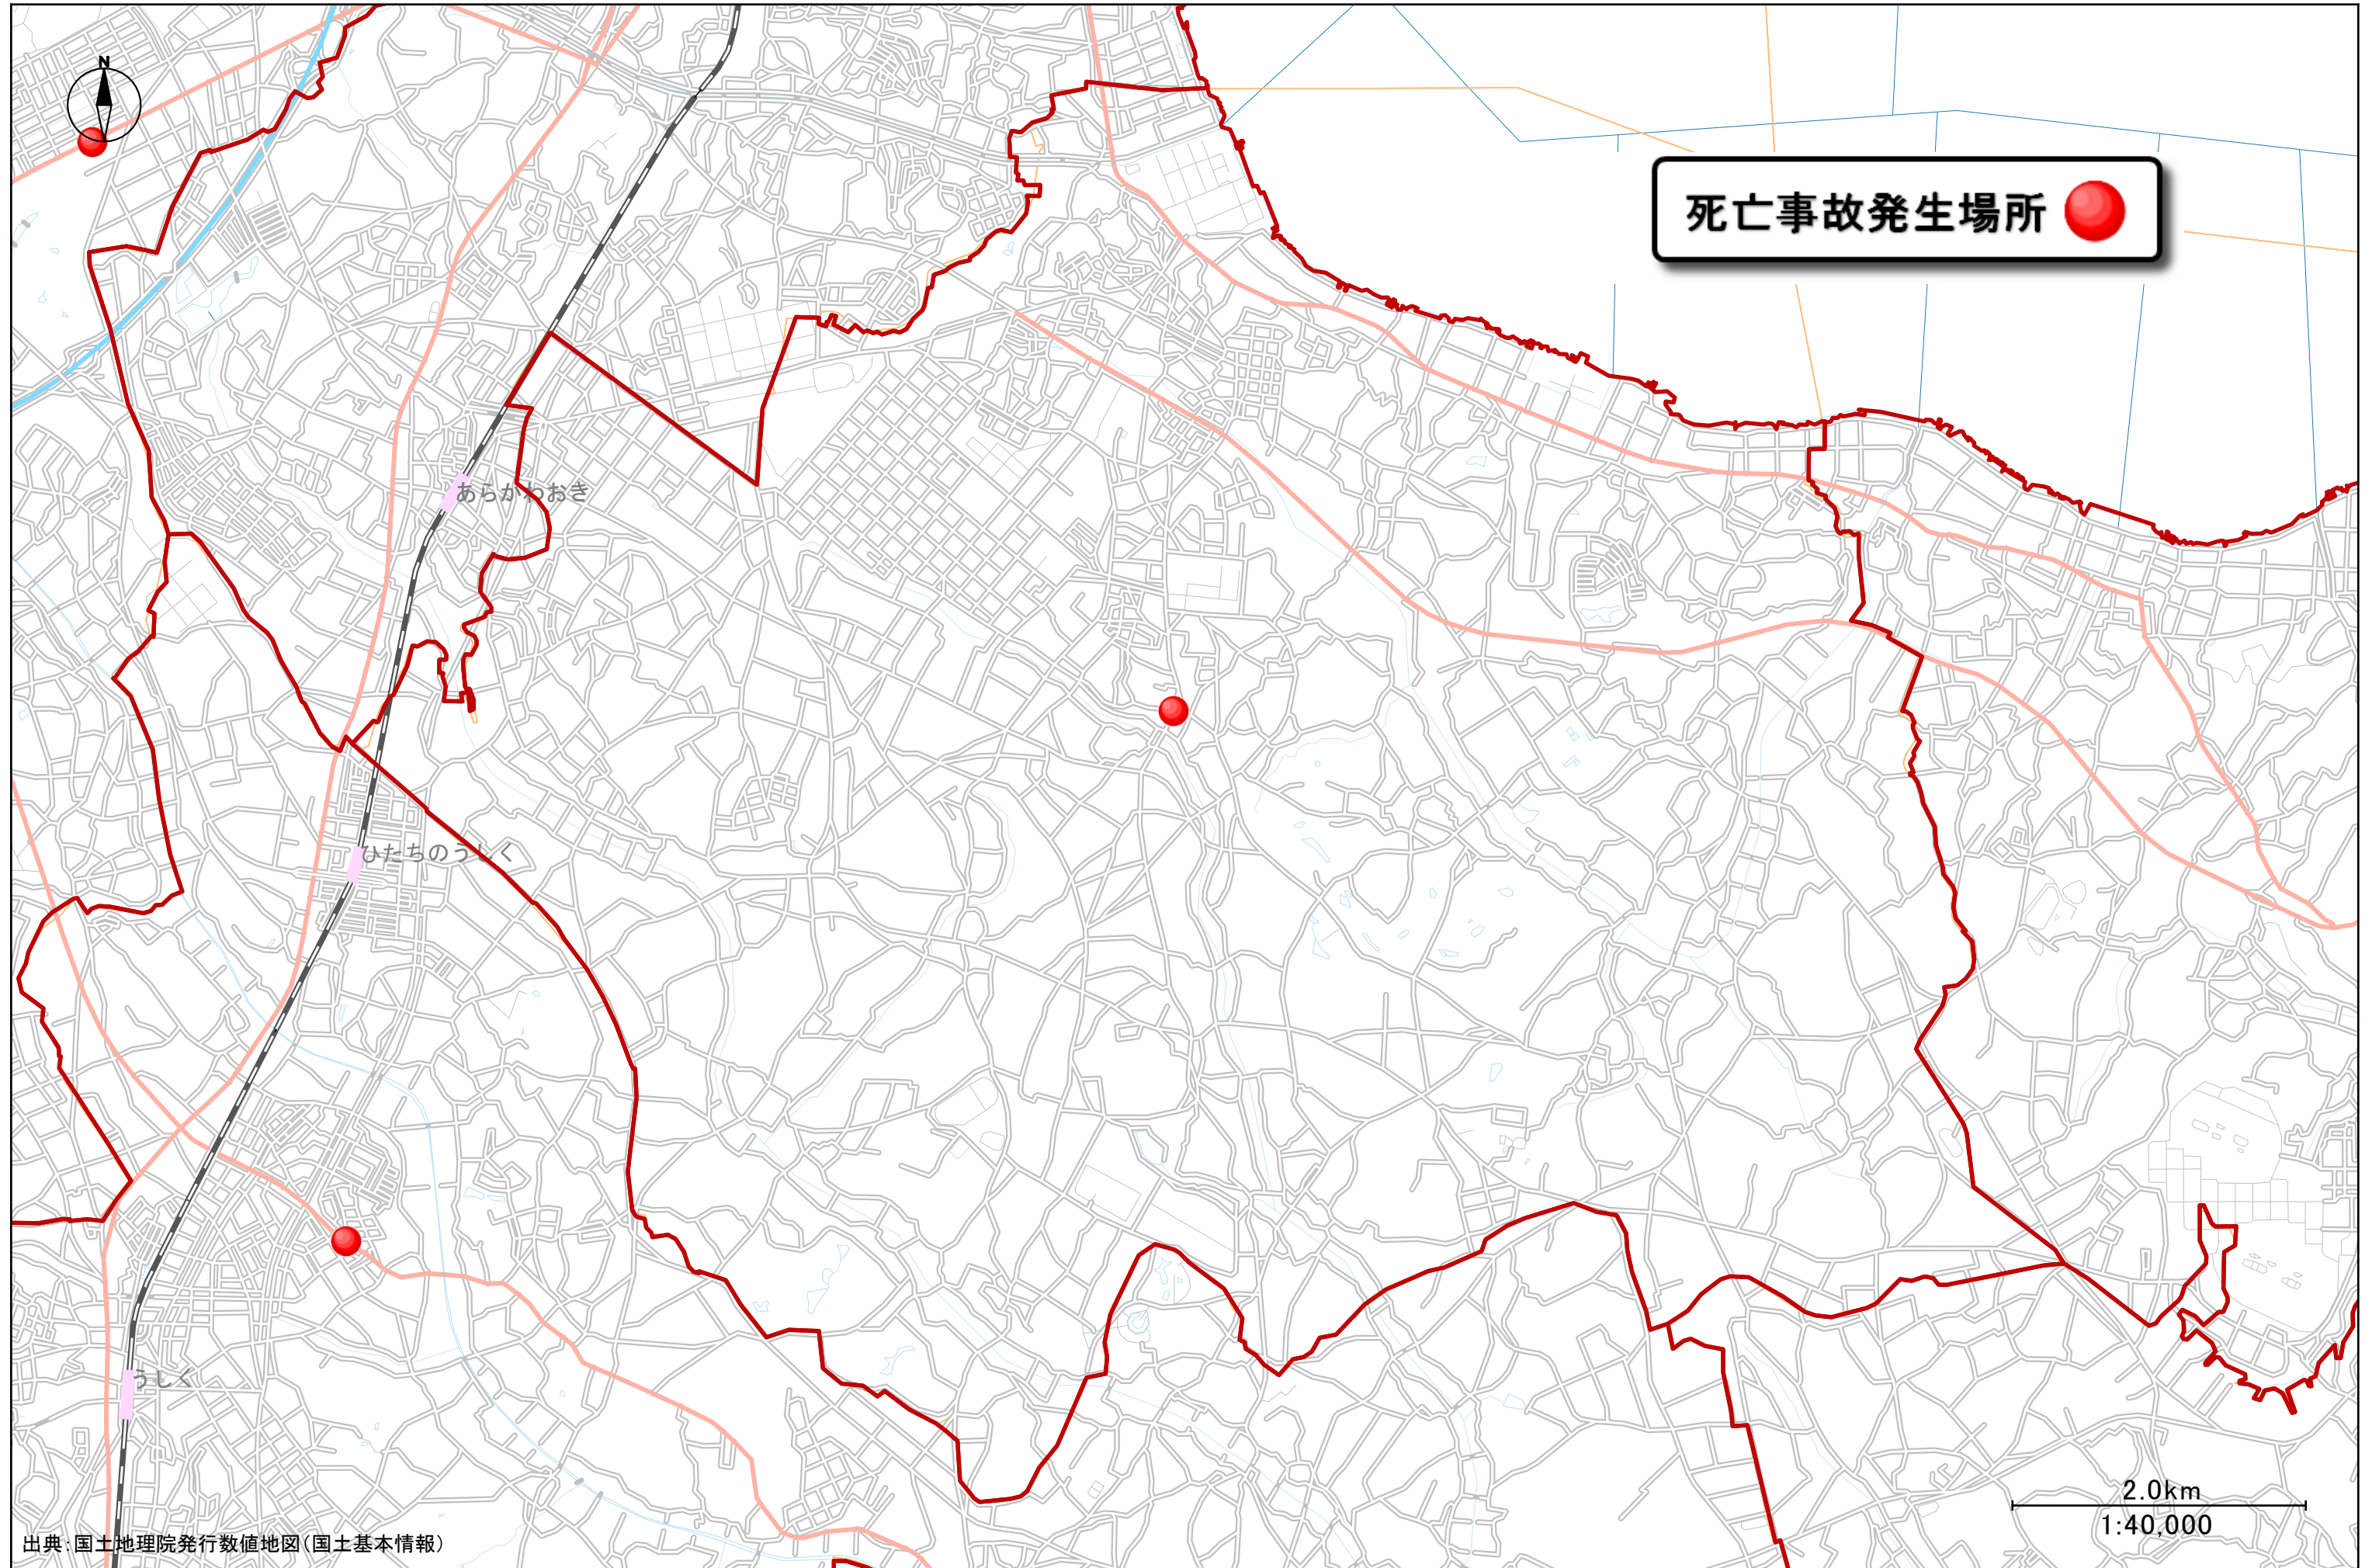 N
死亡事故発生場所
あらかわおき
ひたちのうしく
うしく
2.0km
1:40,000
出典:国土地理院発行数値地図(国土基本情報)